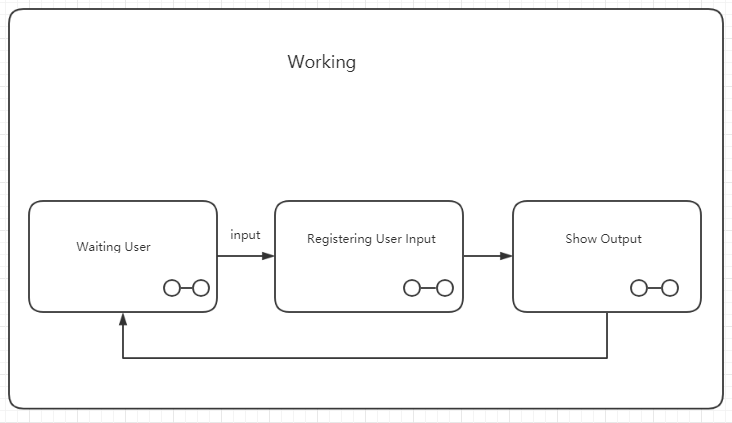 Working
Waiting User
input
Registering User Input
Show Output